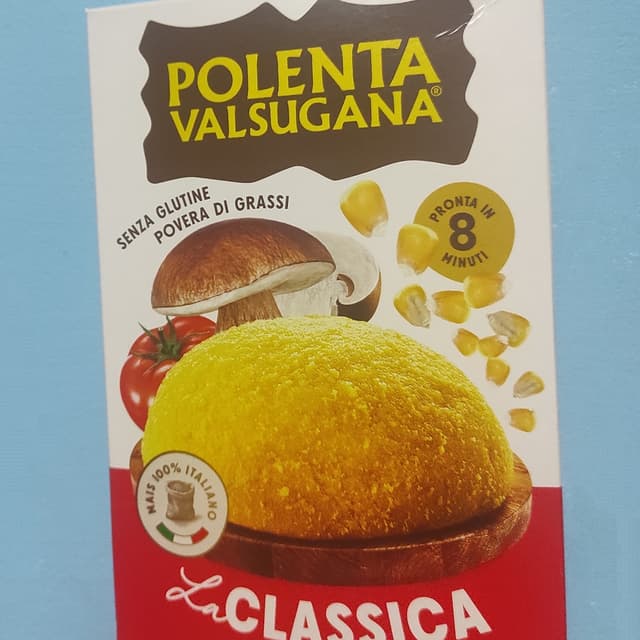 POLENTA
VALSUGANA®
SENZA GLUTINE
POVERA DI GRASSI
PRONTA IN
8
MINUTI
MAIS 100% ITALIANO
La CLASSICA